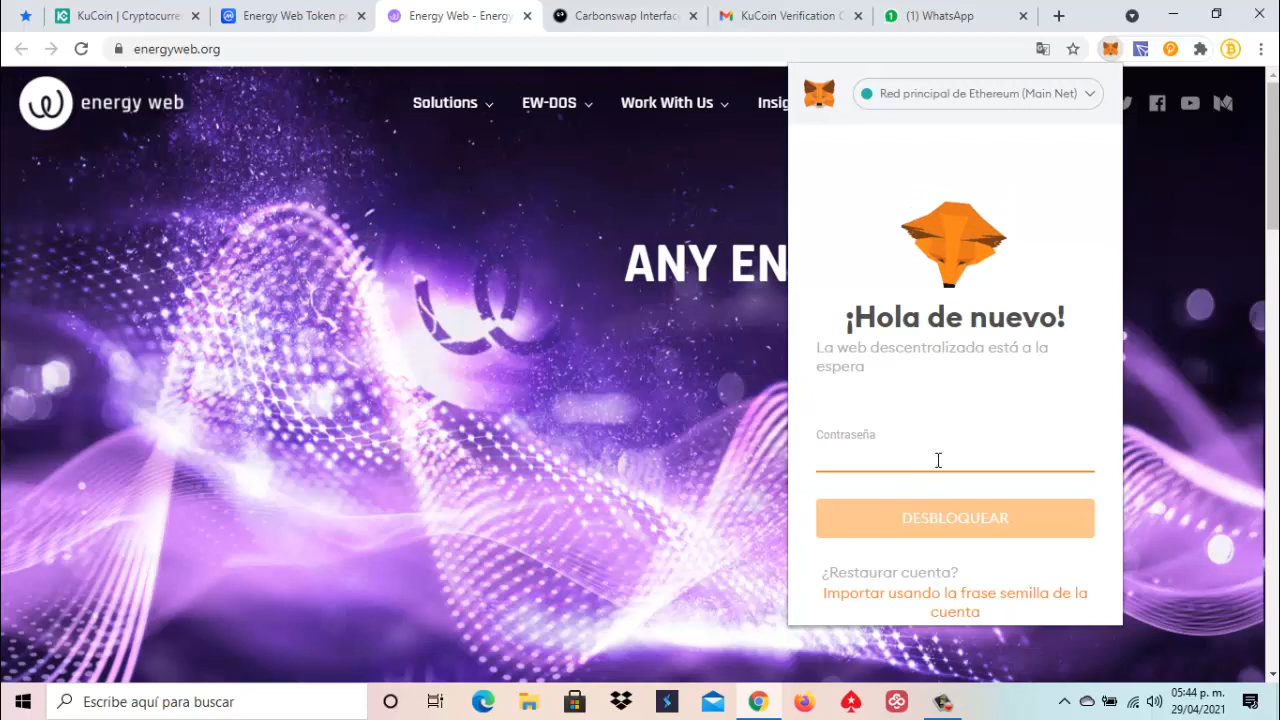 KuCoin | Cryptocurre
Energy Web Token p
Energy Web - Energy
Carbonswap Interfac
KuCoin Verification C
(1) WhatsApp
energyweb.org
energy web
Solutions
EW-DOS
Work With Us
Insig
Red principal de Ethereum (Main Net)
ANY EN
¡Hola de nuevo!
La web descentralizada está a la
espera
Contraseña
DESBLOQUEAR
¿Restaurar cuenta?
Importar usando la frase semilla de la
cuenta
Escribe aquí para buscar
05:44 p. m.
29/04/2021